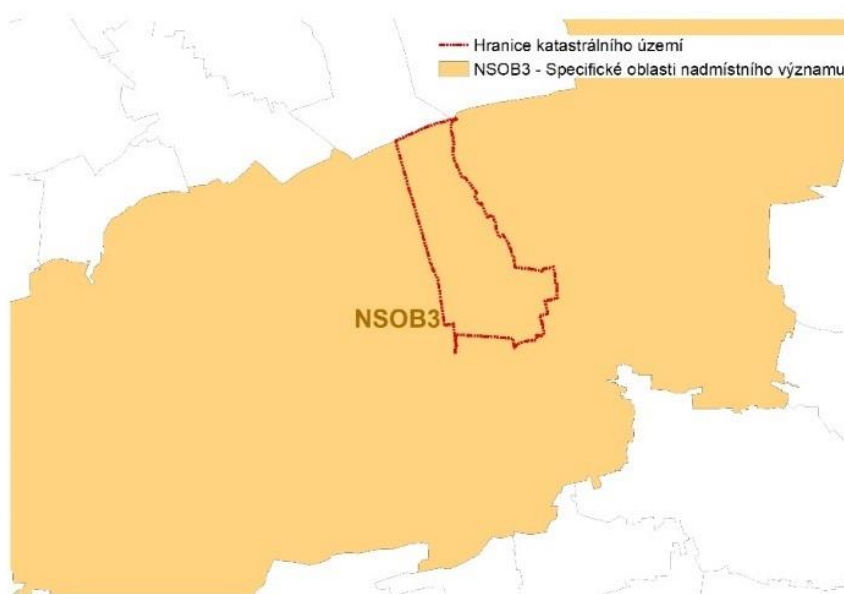 Hranice katastrálního území
NSOB3 - Specifické oblasti nadmístního významu
NSOB3